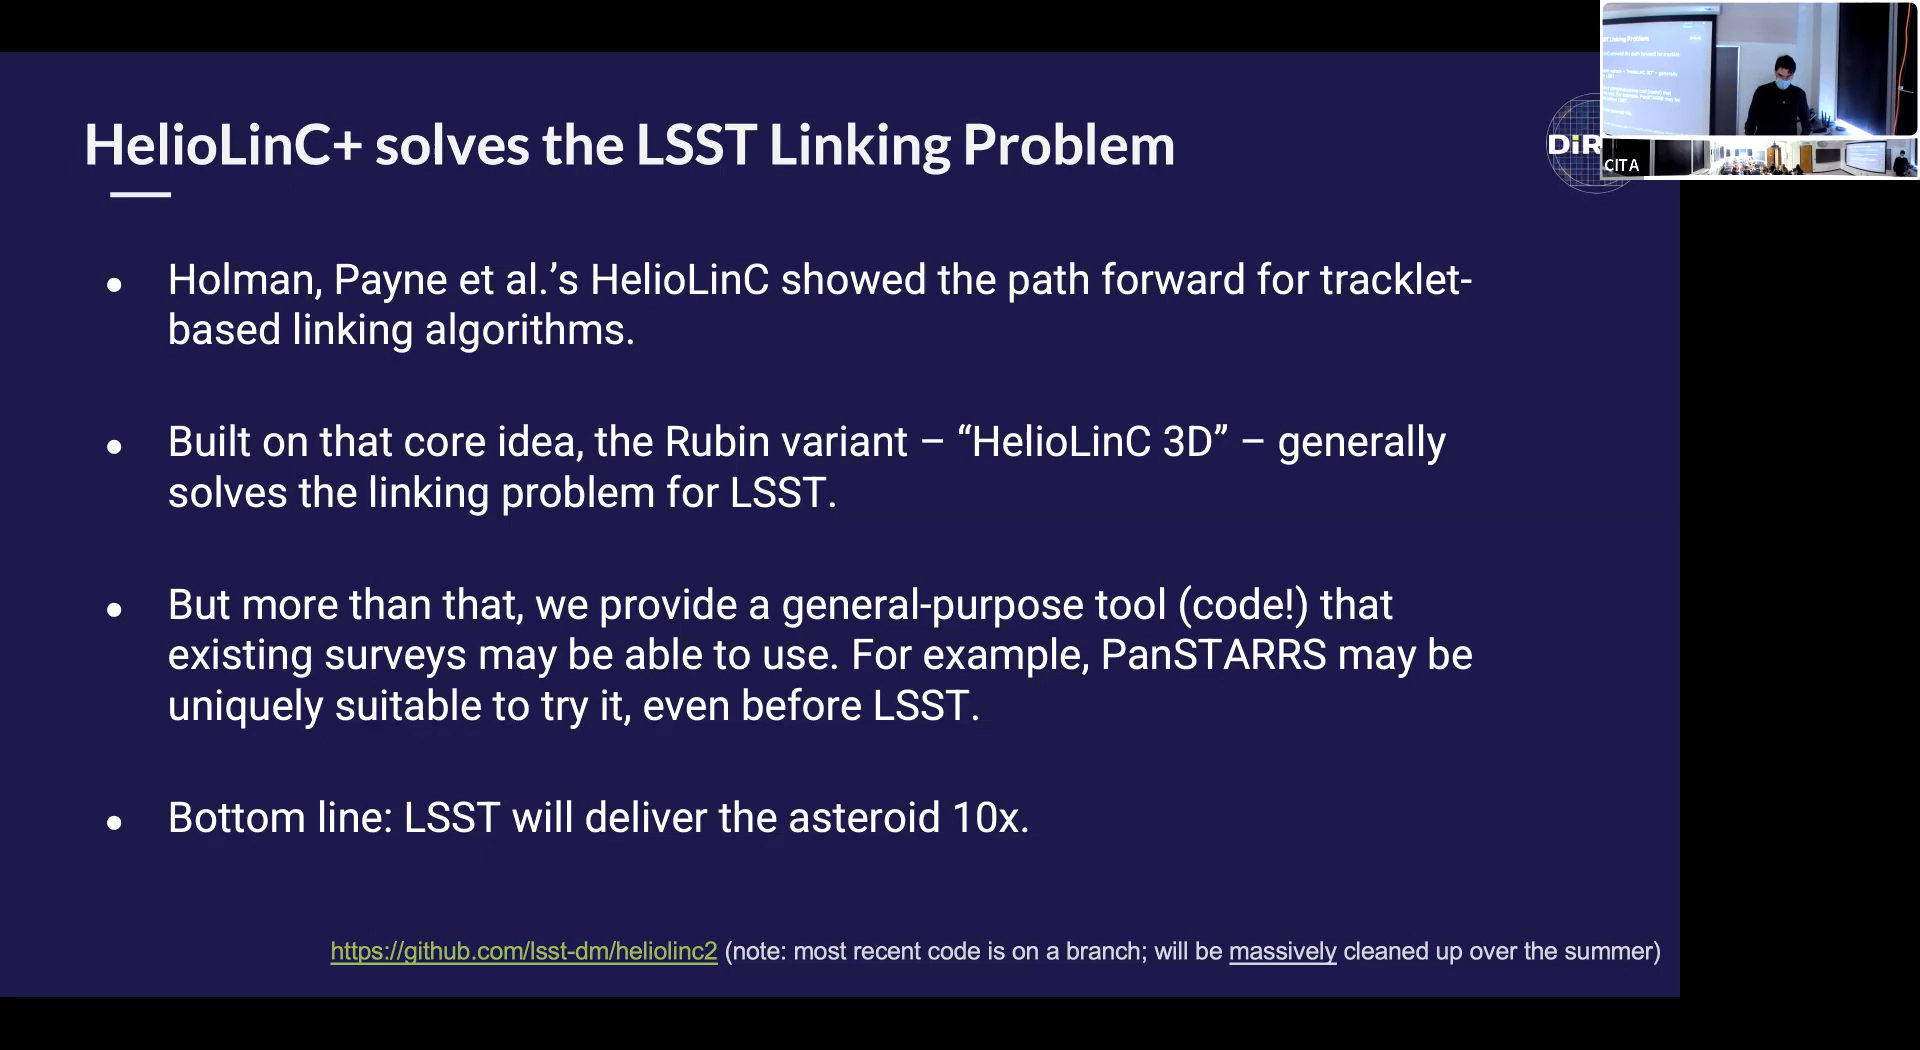 HelioLinC+ solves the LSST Linking Problem
DiR
CITA
● Holman, Payne et al.’s HelioLinC showed the path forward for tracklet-
based linking algorithms.
● Built on that core idea, the Rubin variant – “HelioLinC 3D” – generally
solves the linking problem for LSST.
● But more than that, we provide a general-purpose tool (code!) that
existing surveys may be able to use. For example, PanSTARRS may be
uniquely suitable to try it, even before LSST.
● Bottom line: LSST will deliver the asteroid 10x.
https://github.com/lsst-dm/heliolinc2 (note: most recent code is on a branch; will be massively cleaned up over the summer)